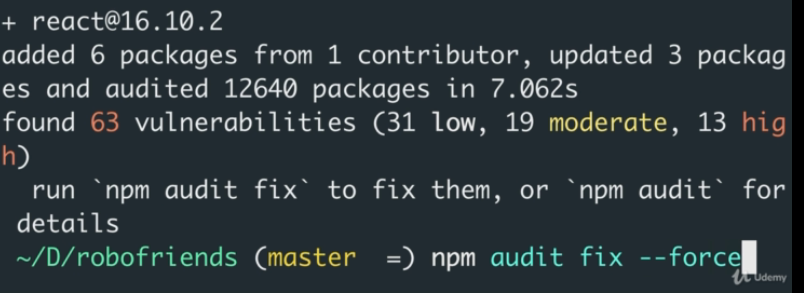 + react@16.10.2
added 6 packages from 1 contributor, updated 3 packag
es and audited 12640 packages in 7.062s
found 63 vulnerabilities (31 low, 19 moderate, 13 hig
h)
run `npm audit fix` to fix them, or `npm audit` for
details
~/D/robofriends (master =) npm audit fix --force
Udemy